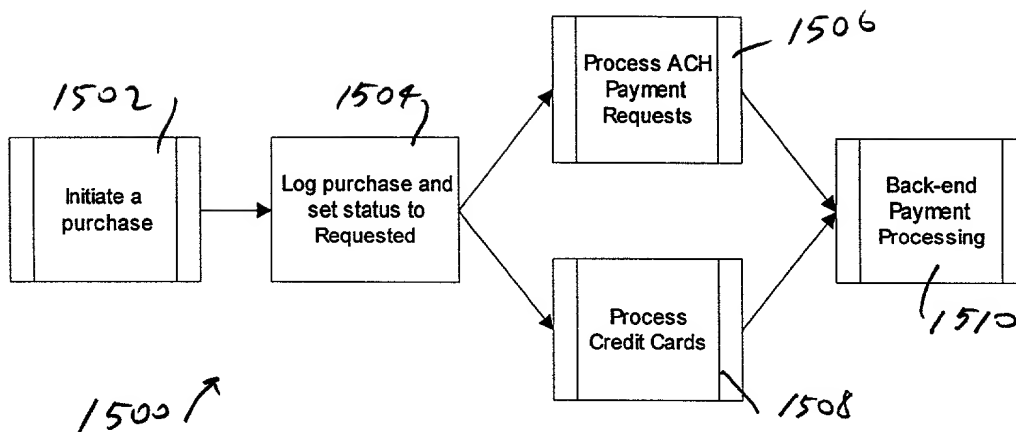 1502
Initiate a
purchase
1504
Log purchase and
set status to
Requested
1506
Process ACH
Payment
Requests
Process
Credit Cards
1508
Back-end
Payment
Processing
1510
1500